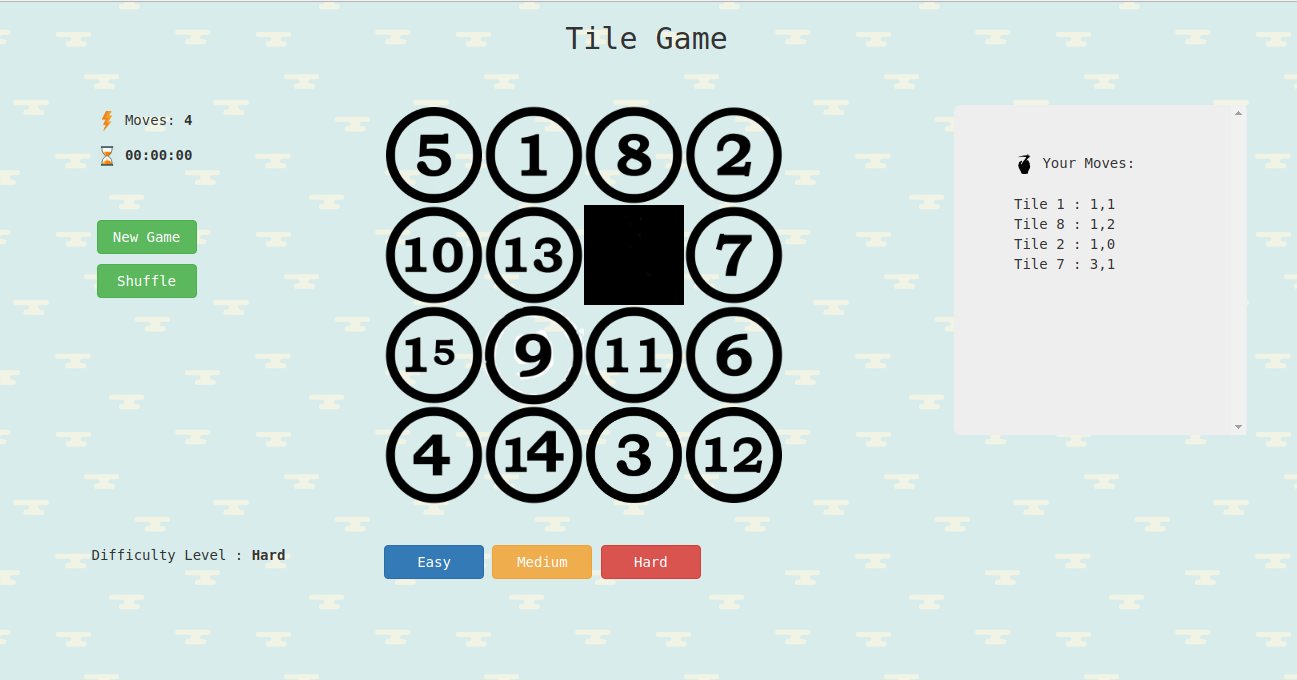 Tile Game
Moves: 4
00:00:00
New Game
Shuffle
5 1 8 2
10 13 7
15 9 11 6
4 14 3 12
Your Moves:
Tile 1 : 1,1
Tile 8 : 1,2
Tile 2 : 1,0
Tile 7 : 3,1
Difficulty Level : Hard
Easy Medium Hard